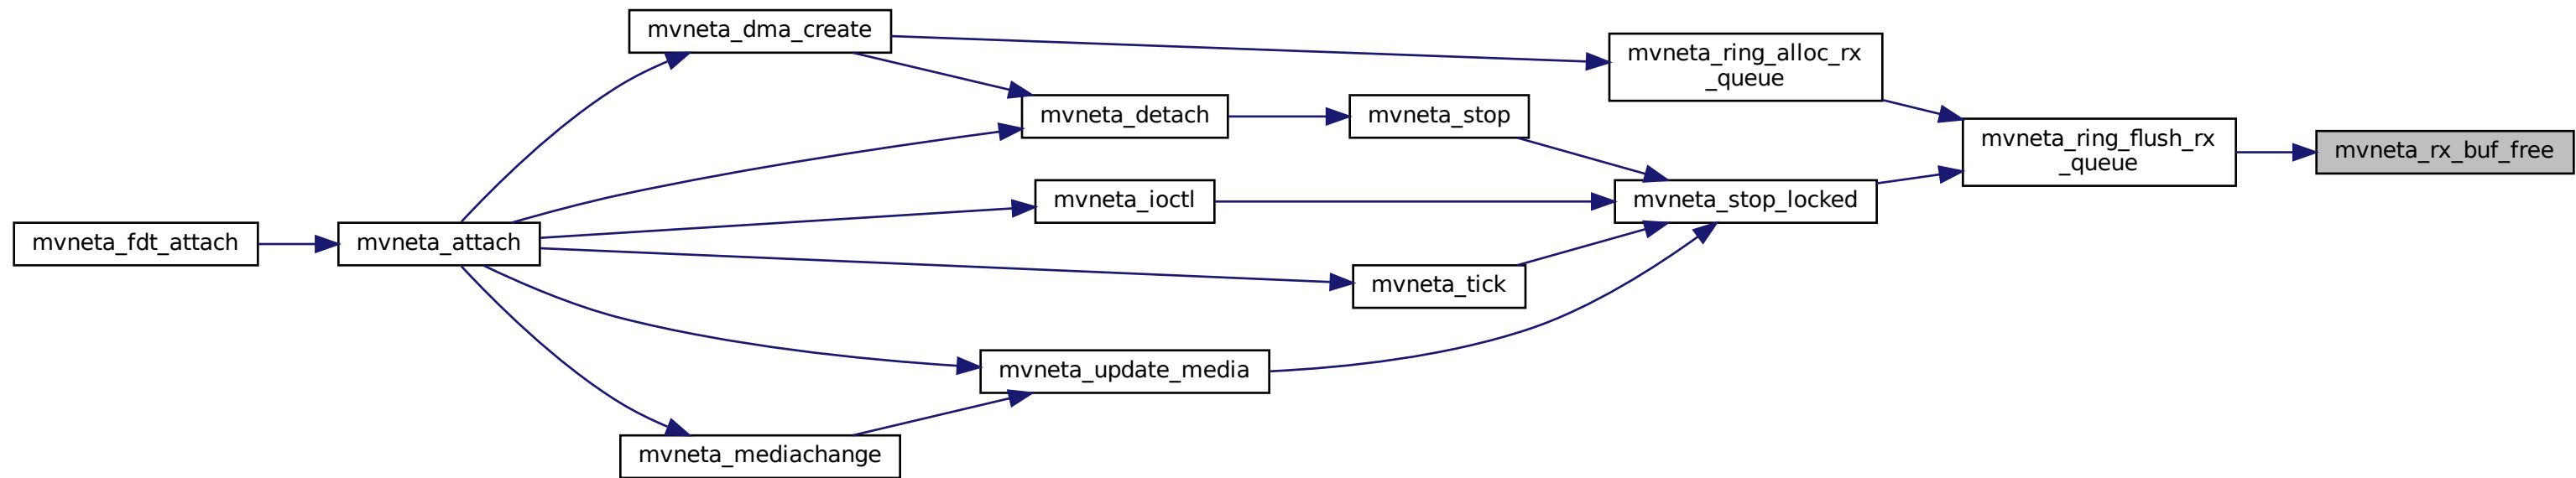 mvneta_dma_create
mvneta_ring_alloc_rx
_queue
mvneta_detach
mvneta_stop
mvneta_ring_flush_rx
_queue
mvneta_rx_buf_free
mvneta_ioctl
mvneta_stop_locked
mvneta_fdt_attach
mvneta_attach
mvneta_tick
mvneta_update_media
mvneta_mediachange